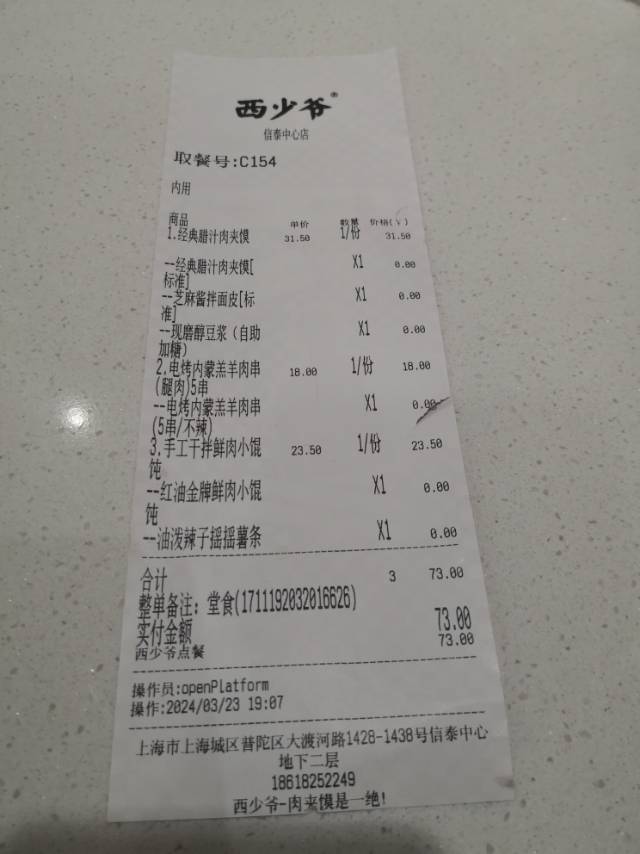 西少爷®
信泰中心店
取餐号:C154
内用
商品 单价 数量 价格(¥)
1.经典腊汁肉夹馍 31.50 1/份 31.50
--经典腊汁肉夹馍[ X1 0.00
标准]
--芝麻酱拌面皮[标 X1 0.00
准]
--现磨醇豆浆（自助 X1 0.00
加糖）
2.电烤内蒙羔羊肉串 18.00 1/份 18.00
(腿肉)5串
--电烤内蒙羔羊肉串 X1 0.00
(5串/不辣)
3.手工干拌鲜肉小馄 23.50 1/份 23.50
饨
--红油金牌鲜肉小馄 X1 0.00
饨
--油泼辣子摇摇薯条 X1 0.00
合计 3 73.00
整单备注: 堂食(1711192032016626)
实付金额 73.00
西少爷点餐 73.00
操作员:openPlatform
操作:2024/03/23 19:07
上海市上海城区普陀区大渡河路1428-1438号信泰中心
地下二层
18618252249
西少爷-肉夹馍是一绝!